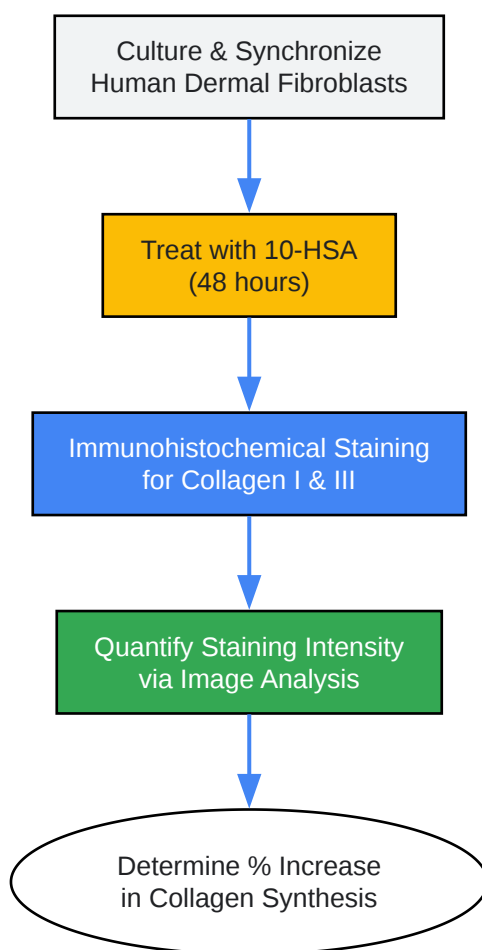 Culture & Synchronize
Human Dermal Fibroblasts
Treat with 10-HSA
(48 hours)
Immunohistochemical Staining
for Collagen I & III
Quantify Staining Intensity
via Image Analysis
Determine % Increase
in Collagen Synthesis